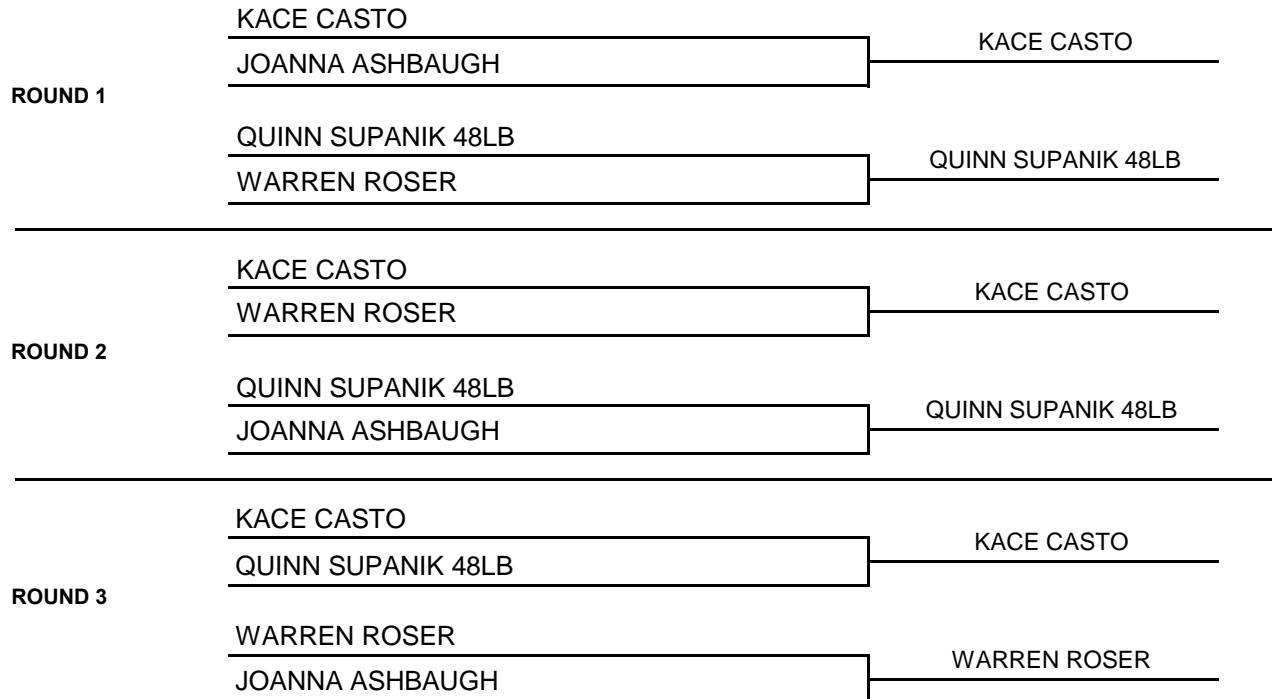 KACE CASTO
KACE CASTO
JOANNA ASHBAUGH
ROUND 1
QUINN SUPANIK 48LB
QUINN SUPANIK 48LB
WARREN ROSER
KACE CASTO
KACE CASTO
WARREN ROSER
ROUND 2
QUINN SUPANIK 48LB
QUINN SUPANIK 48LB
JOANNA ASHBAUGH
KACE CASTO
KACE CASTO
QUINN SUPANIK 48LB
ROUND 3
WARREN ROSER
WARREN ROSER
JOANNA ASHBAUGH